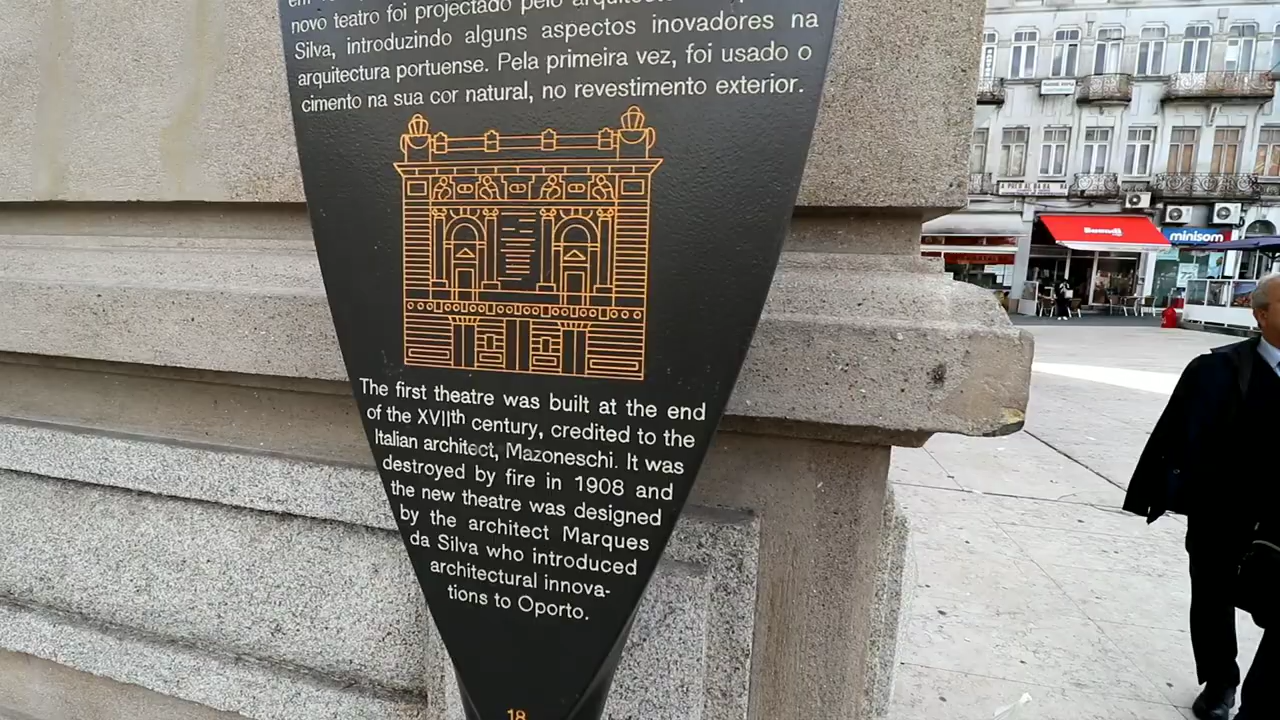 novo teatro foi projectado pelo
Silva, introduzindo alguns aspectos inovadores na
arquitectura portuense. Pela primeira vez, foi usado o
cimento na sua cor natural, no revestimento exterior.
The first theatre was built at the end
of the XVIIth century, credited to the
Italian architect, Mazoneschi. It was
destroyed by fire in 1908 and
the new theatre was designed
by the architect Marques
da Silva who introduced
architectural innova-
tions to Oporto.
18
minisom